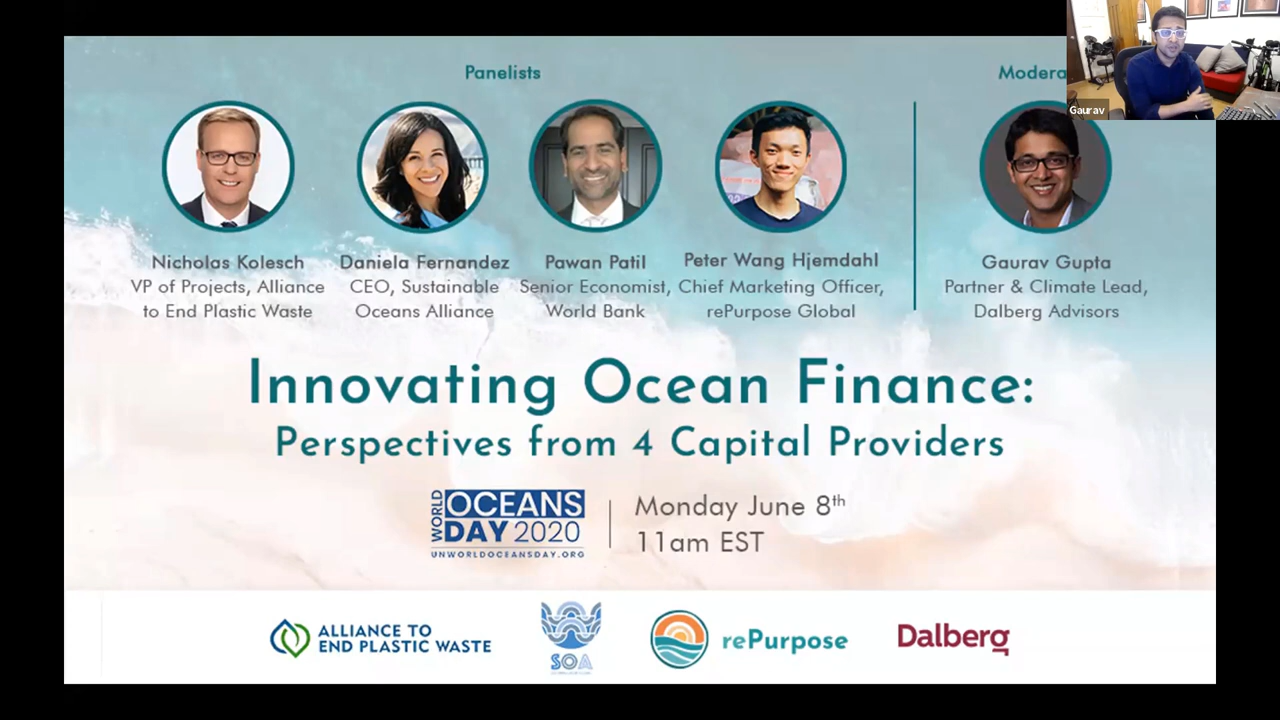 Panelists
Modera
Gaurav
Nicholas Kolesch
VP of Projects, Alliance
to End Plastic Waste
Daniela Fernandez
CEO, Sustainable
Oceans Alliance
Pawan Patil
Senior Economist,
World Bank
Peter Wang Hjemdahl
Chief Marketing Officer,
rePurpose Global
Gaurav Gupta
Partner & Climate Lead,
Dalberg Advisors
Innovating Ocean Finance:
Perspectives from 4 Capital Providers
WORLD
OCEANS
DAY 2020
UNWORLDOCEANSDAY.ORG
Monday June 8th
11am EST
ALLIANCE TO
END PLASTIC WASTE
SOA
rePurpose
Dalberg